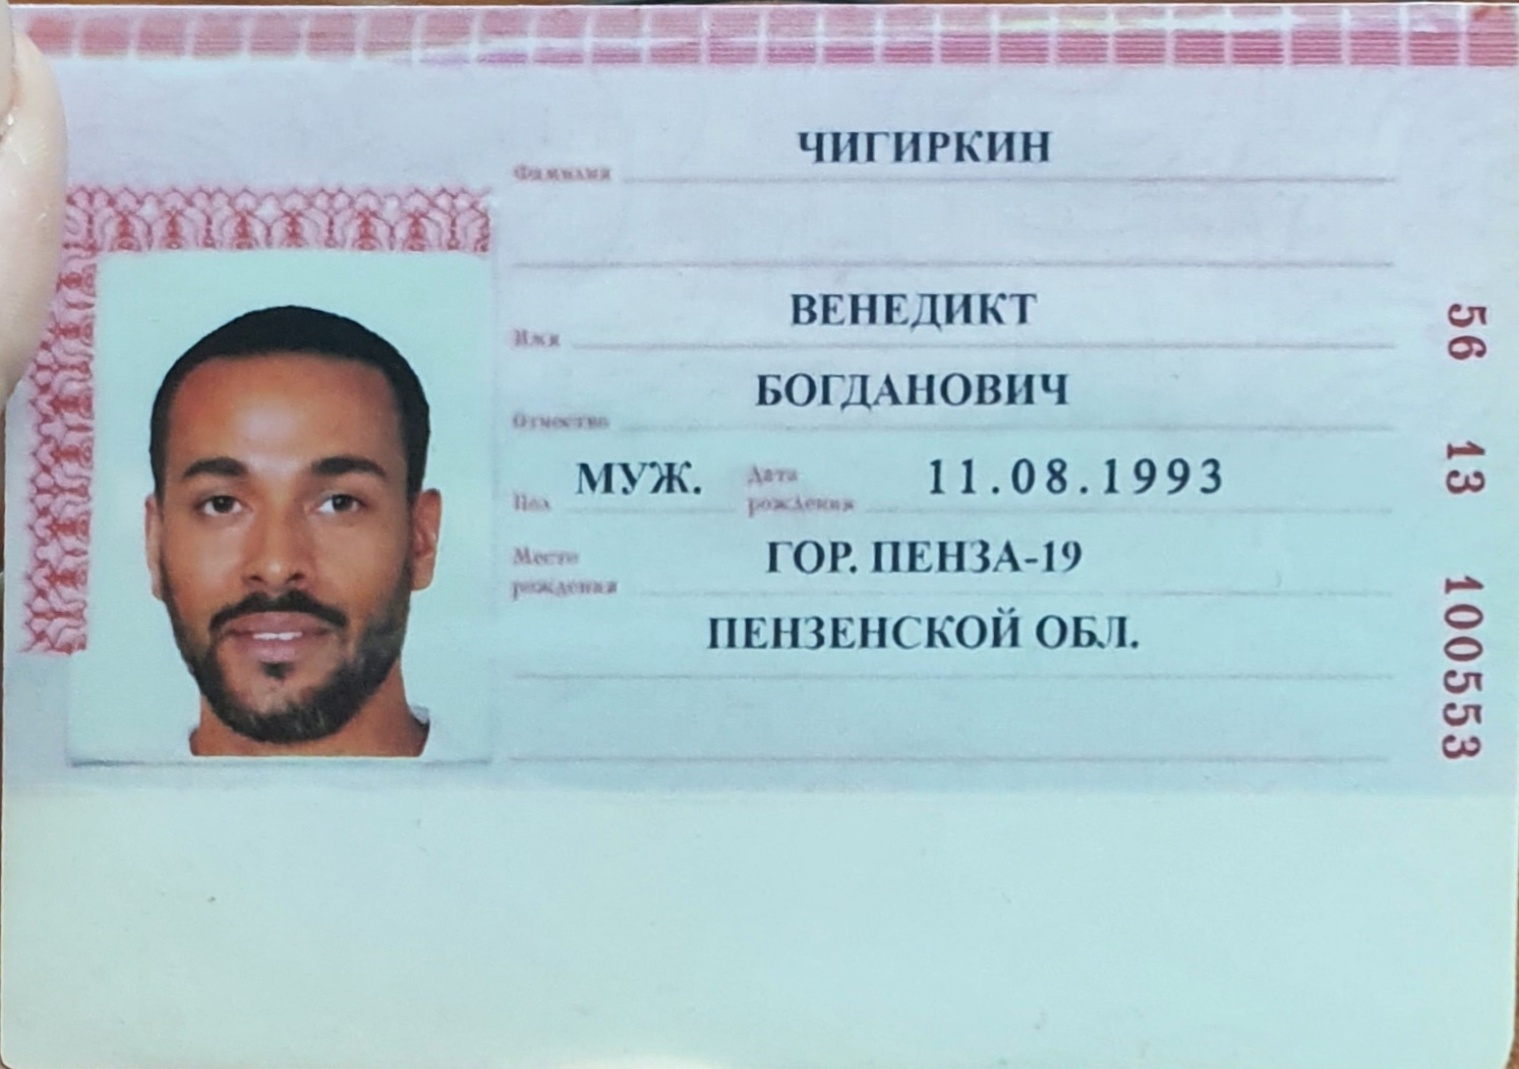 ЧИГИРКИН
Фамилия
ВЕНЕДИКТ
Имя
БОГДАНОВИЧ
Отчество
Пол МУЖ. Дата рождения 11.08.1993
Место рождения ГОР. ПЕНЗА-19
ПЕНЗЕНСКОЙ ОБЛ.
56 13 100553